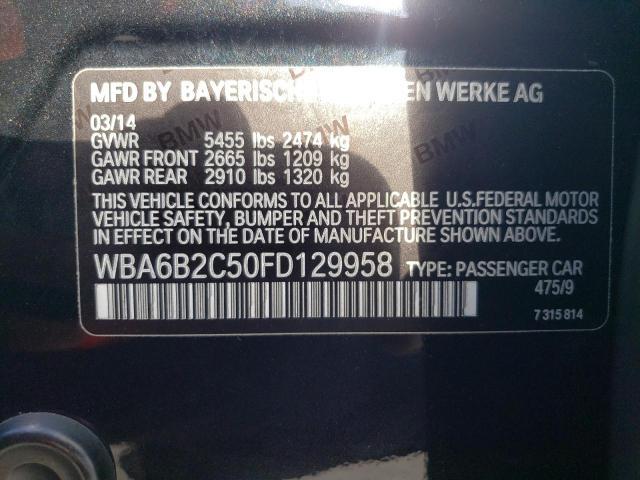 MFD BY BAYERISCHE EN WERKE AG
03/14
GVWR 5455 lbs 2474 kg
GAWR FRONT 2665 lbs 1209 kg
GAWR REAR 2910 lbs 1320 kg
THIS VEHICLE CONFORMS TO ALL APPLICABLE U.S.FEDERAL MOTOR
VEHICLE SAFETY, BUMPER AND THEFT PREVENTION STANDARDS
IN EFFECT ON THE DATE OF MANUFACTURE SHOWN ABOVE.
WBA6B2C50FD129958 TYPE: PASSENGER CAR
475/9
7 315 814
BMW
BMW
BMW